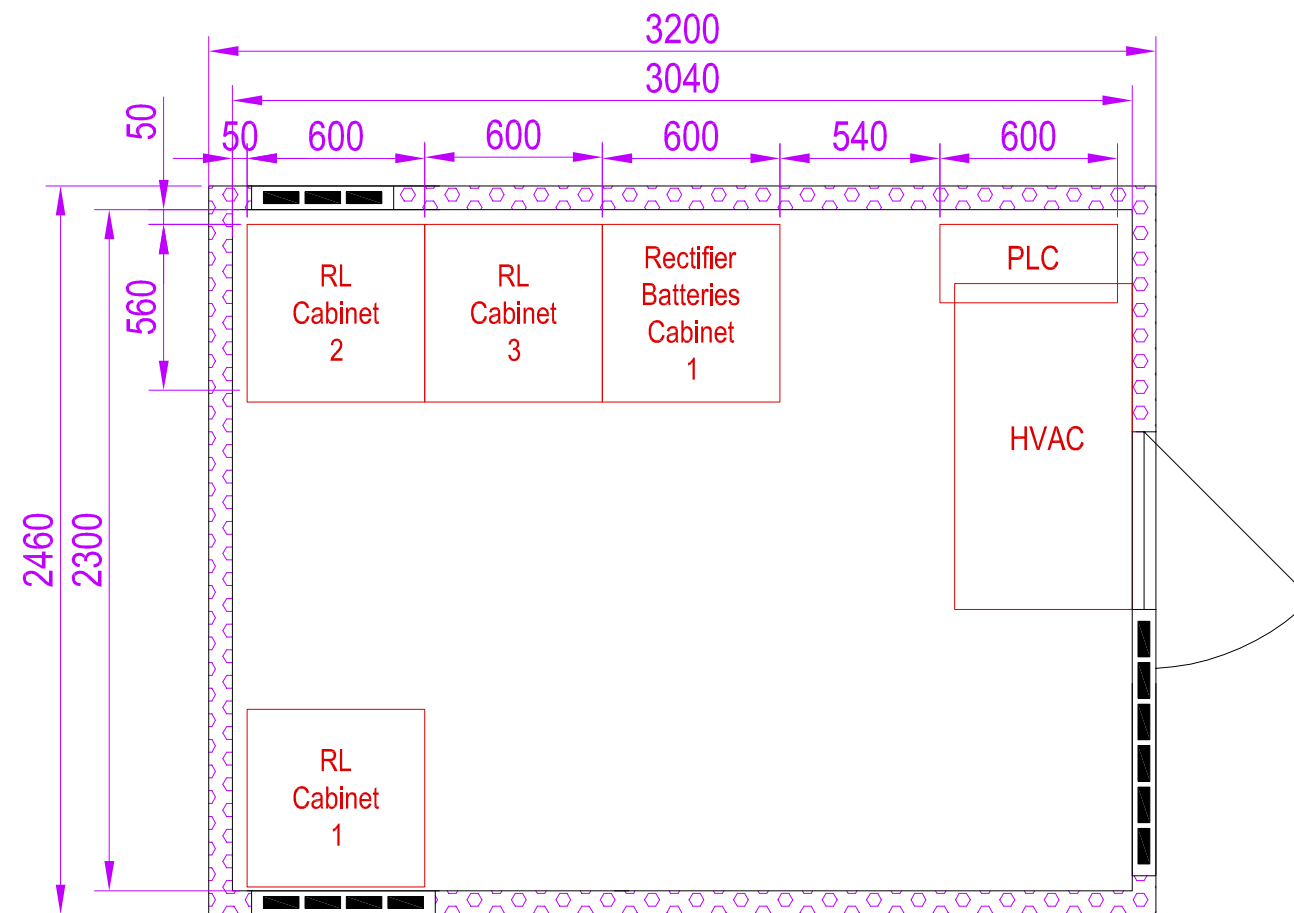 3200
3040
50
50
600
600
600
540
600
560
2460
2300
RL
Cabinet
2
RL
Cabinet
3
Rectifier
Batteries
Cabinet
1
PLC
HVAC
RL
Cabinet
1